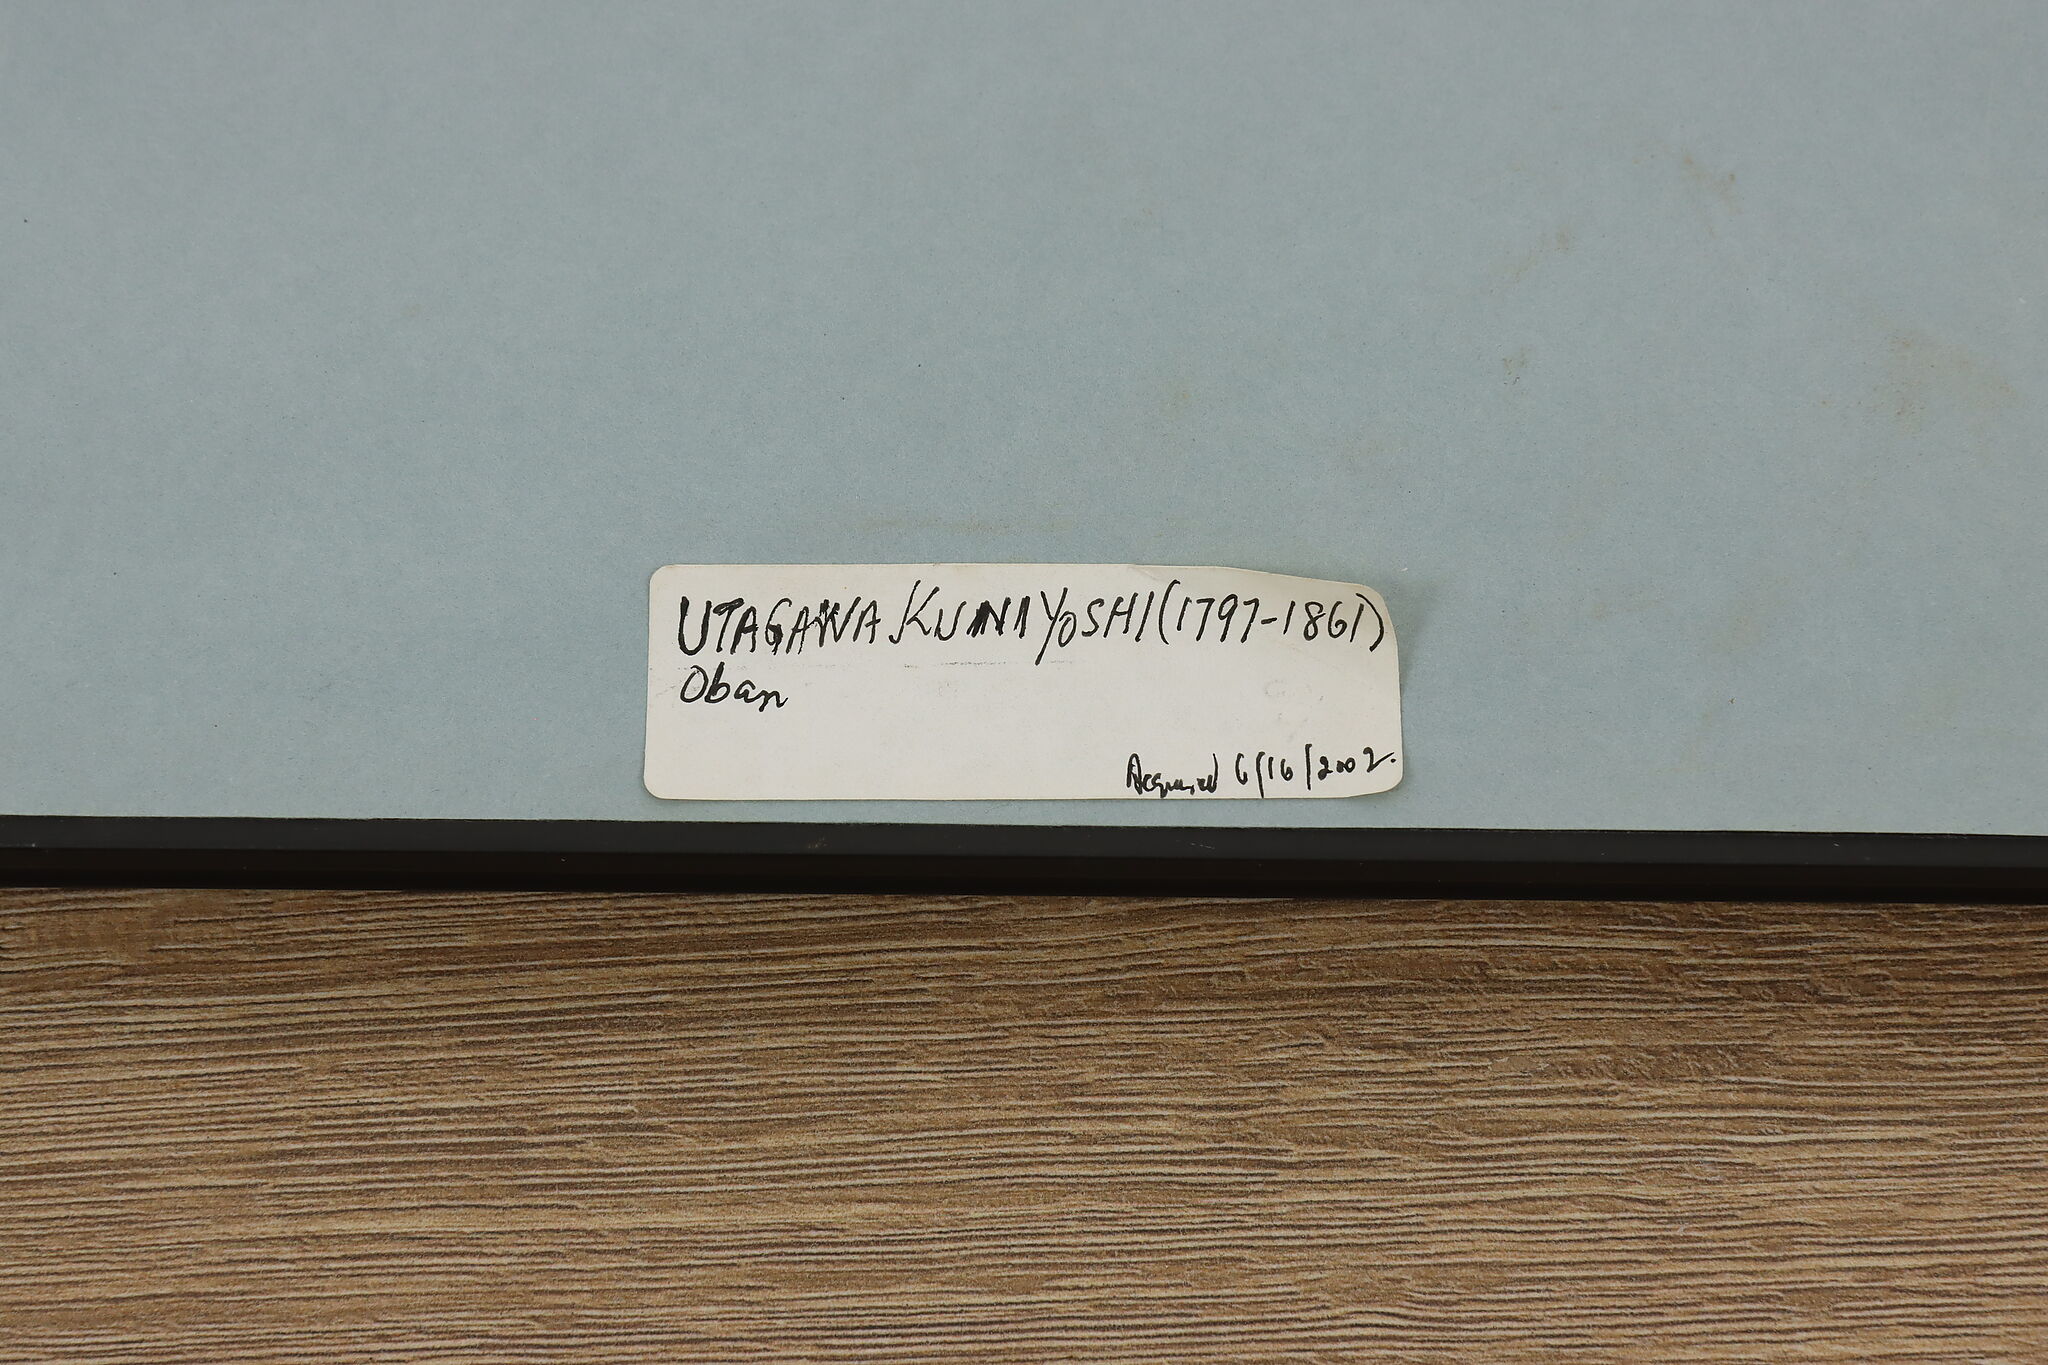 UTAGAWA KUNIYOSHI (1797-1861)
Oban
Acquired 6/16/2002.